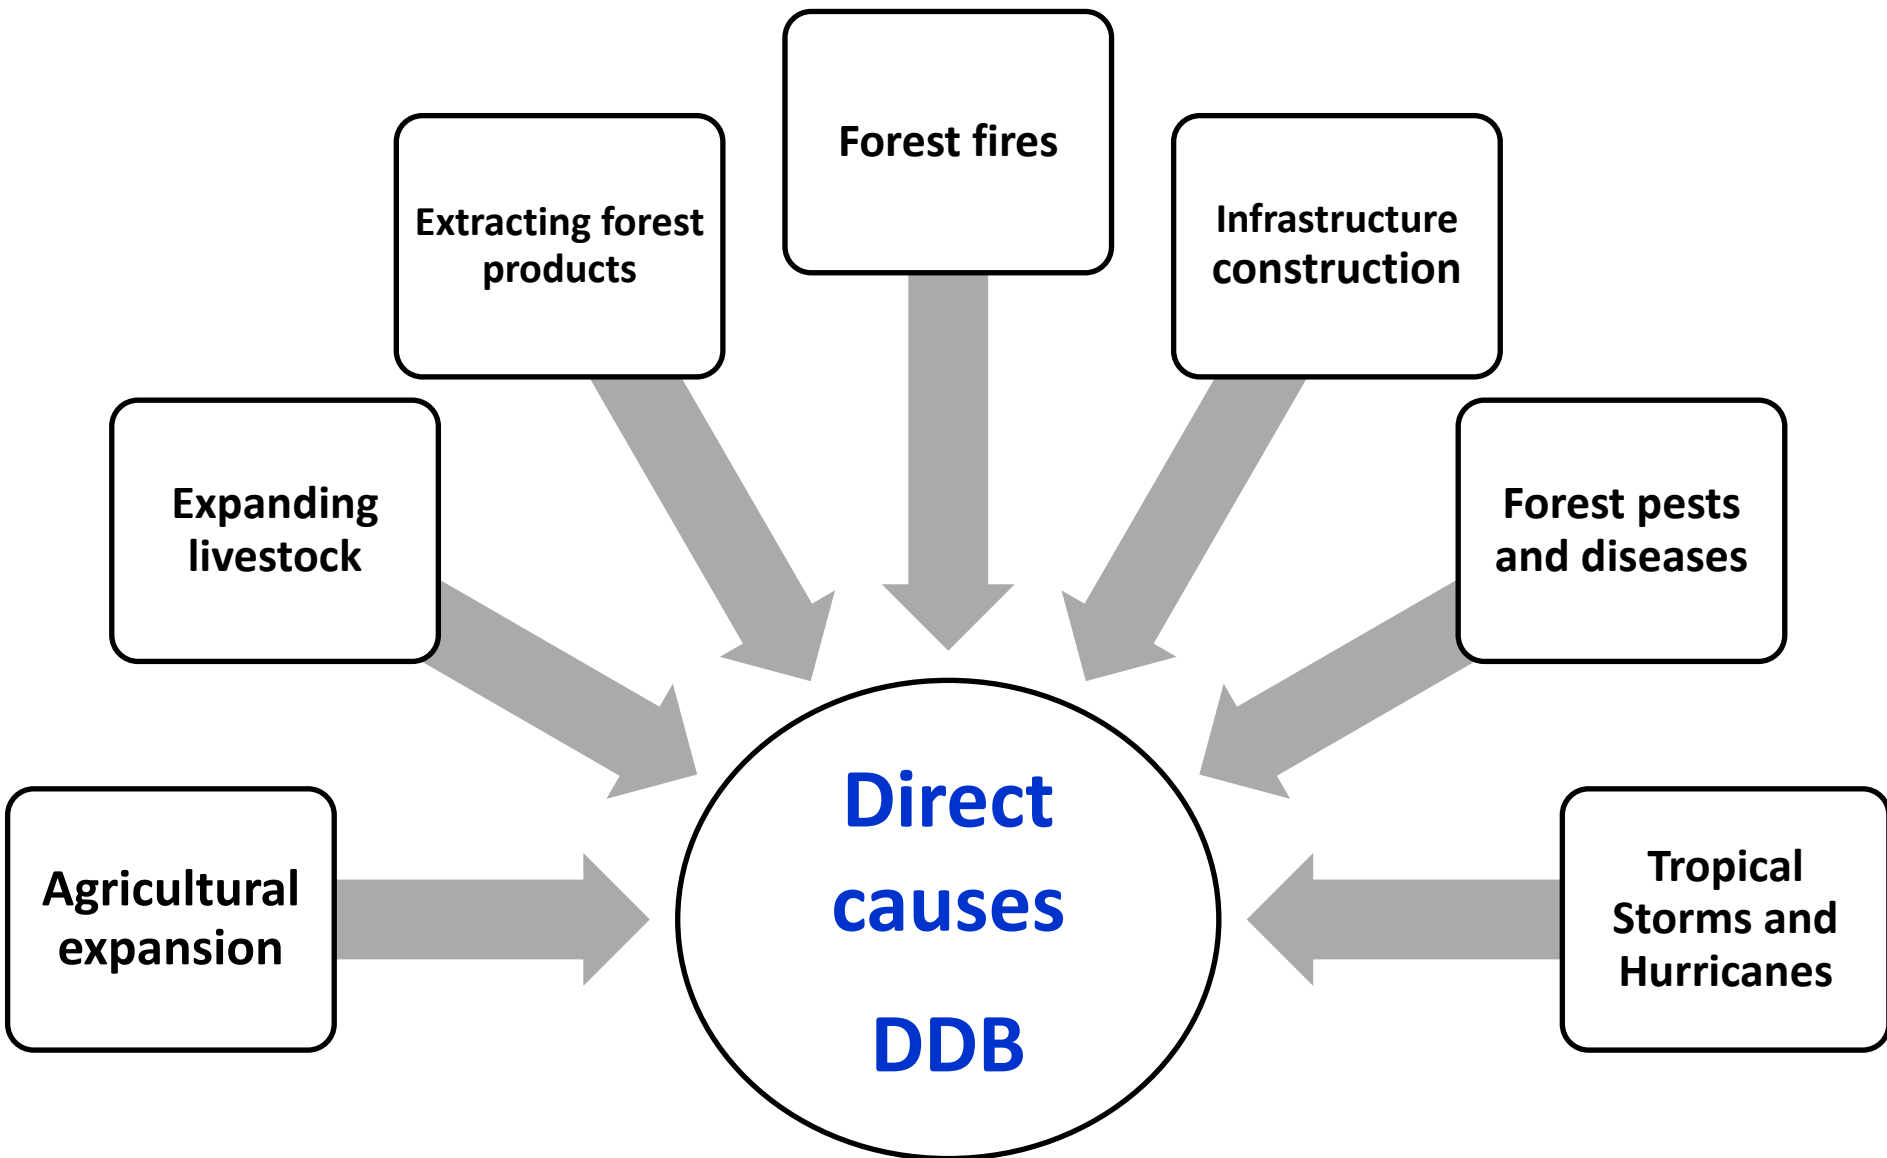 Forest fires
Extracting forest
products
Infrastructure
construction
Expanding
livestock
Forest pests
and diseases
Agricultural
expansion
Direct
causes
DDB
Tropical
Storms and
Hurricanes